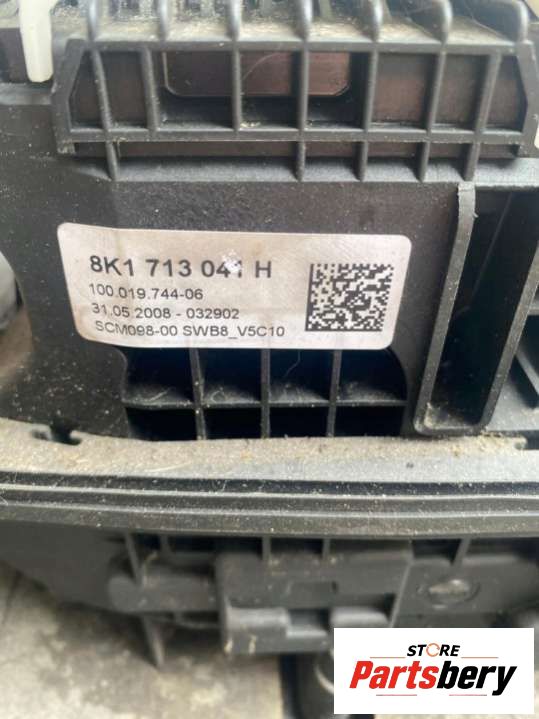 8K1 713 041 H
100.019.744-06
31.05.2008 - 032902
SCM098-00 SWB8_V5C10
STORE
Partsbery